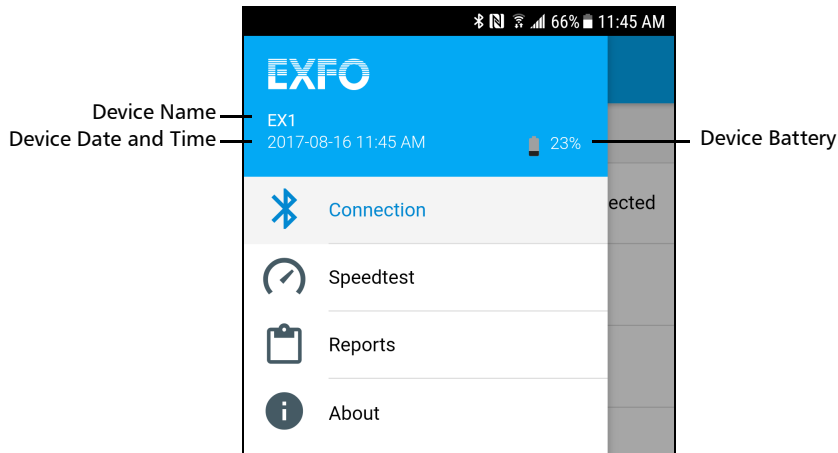 66% 11:45 AM
EXFO
Device Name
EX1
Device Date and Time
2017-08-16 11:45 AM
23%
Device Battery
Connection
ected
Speedtest
Reports
About